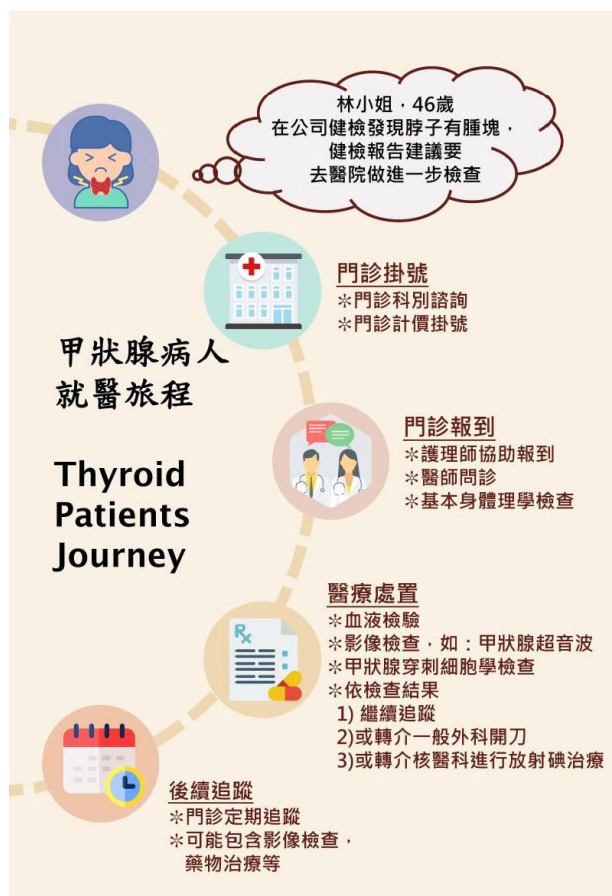 林小姐，46歲
在公司健檢發現脖子有腫塊，
健檢報告建議要
去醫院做進一步檢查
門診掛號
＊門診科別諮詢
＊門診計價掛號
甲狀腺病人
就醫旅程
Thyroid
Patients
Journey
門診報到
＊護理師協助報到
＊醫師問診
＊基本身體理學檢查
醫療處置
＊血液檢驗
＊影像檢查，如：甲狀腺超音波
＊甲狀腺穿刺細胞學檢查
＊依檢查結果
1) 繼續追蹤
2)或轉介一般外科開刀
3)或轉介核醫科進行放射碘治療
Rx
後續追蹤
＊門診定期追蹤
＊可能包含影像檢查，
藥物治療等